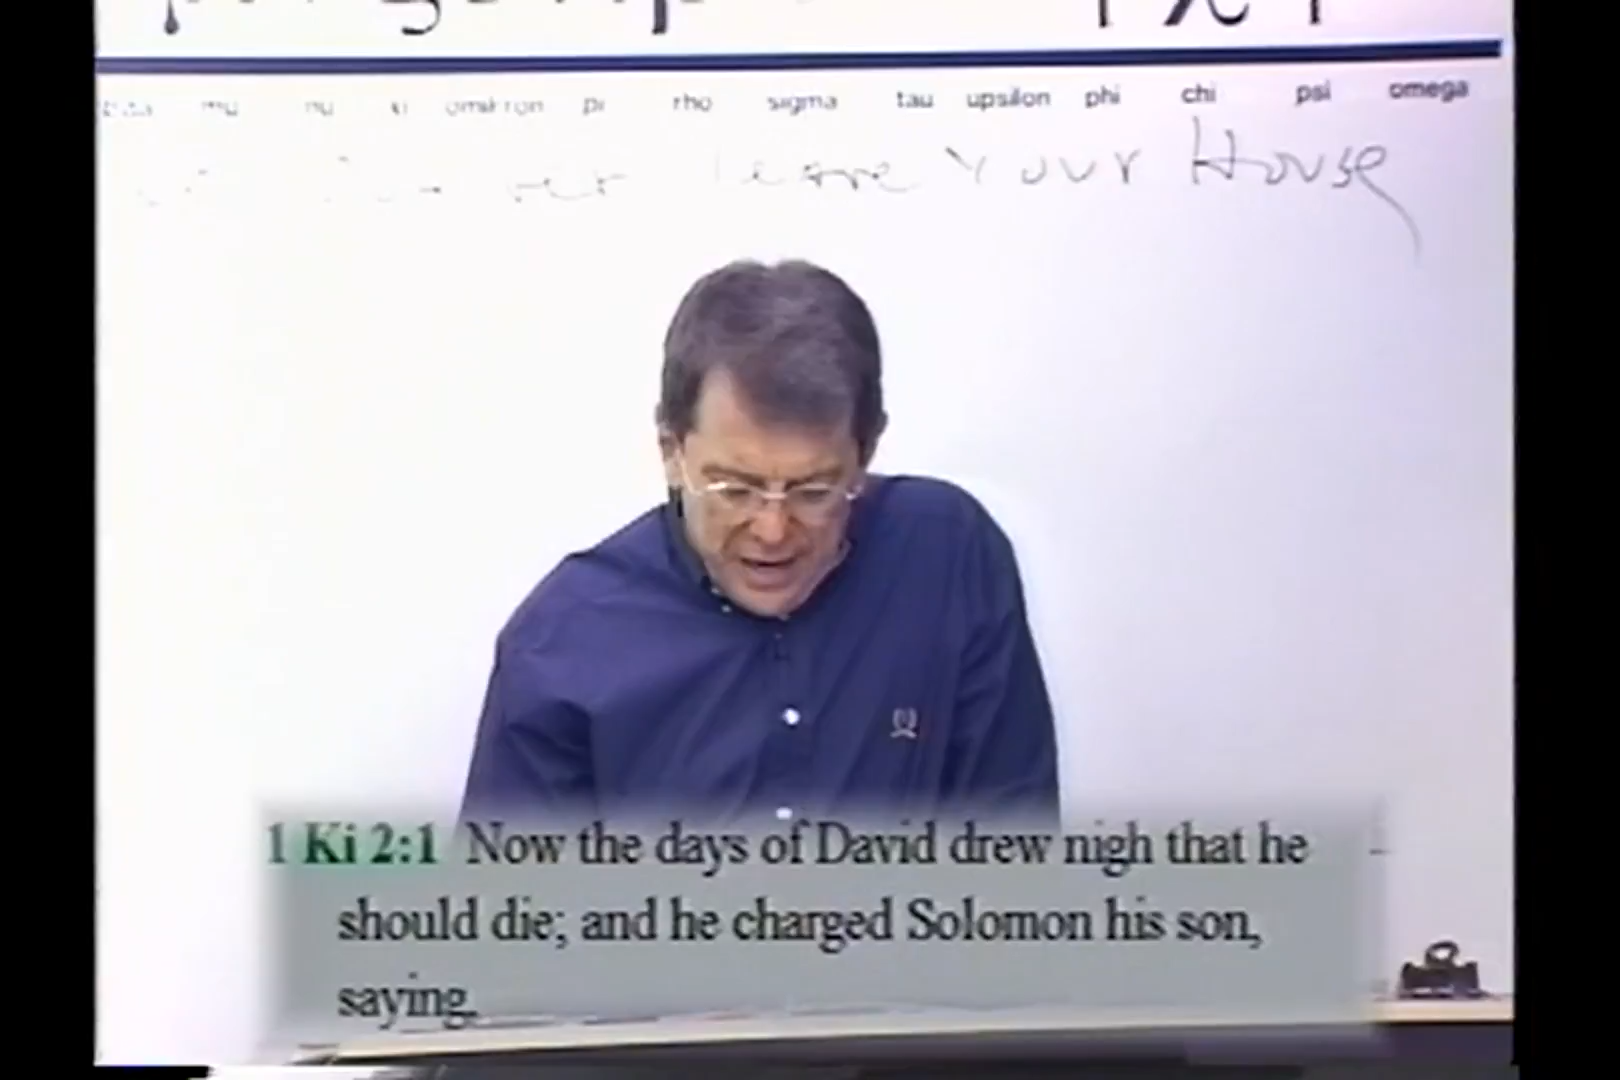 mu nu xi omikron pi rho sigma tau upsilon phi chi psi omega
leave Your House
1 Ki 2:1 Now the days of David drew nigh that he
should die; and he charged Solomon his son,
saying,